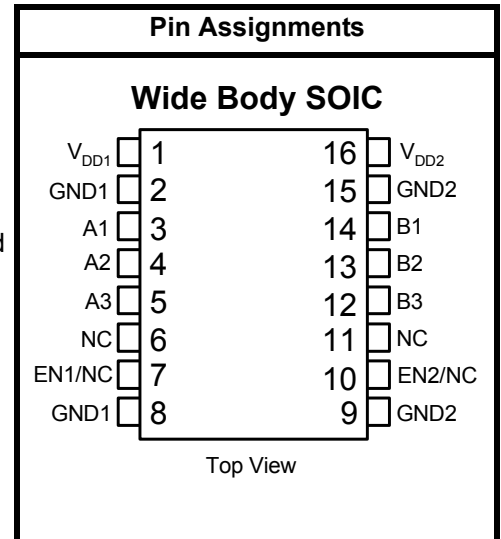 Pin Assignments
Wide Body SOIC
V_DD1 1 16 V_DD2
GND1 2 15 GND2
A1 3 14 B1
d
A2 4 13 B2
A3 5 12 B3
NC 6 11 NC
EN1/NC 7 10 EN2/NC
GND1 8 9 GND2
Top View